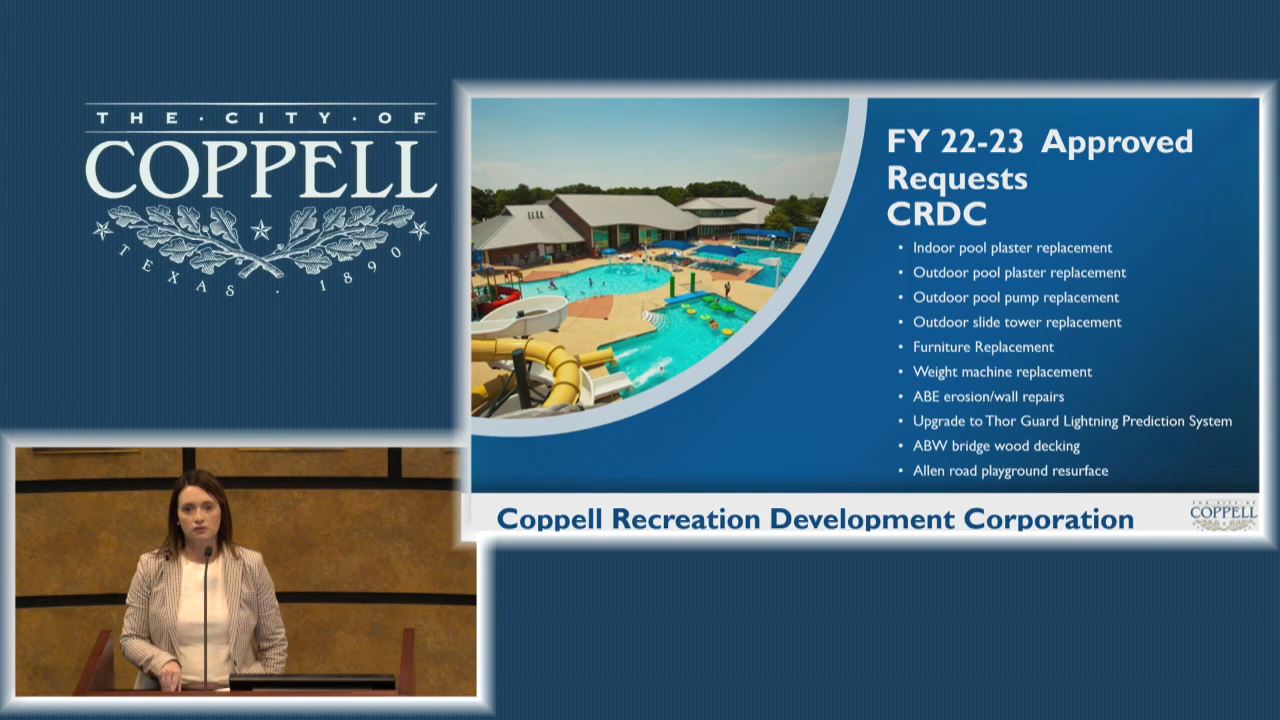 THE · CITY · OF
COPPELL
TEXAS · 1890
FY 22-23 Approved
Requests
CRDC
• Indoor pool plaster replacement
• Outdoor pool plaster replacement
• Outdoor pool pump replacement
• Outdoor slide tower replacement
• Furniture Replacement
• Weight machine replacement
• ABE erosion/wall repairs
• Upgrade to Thor Guard Lightning Prediction System
• ABW bridge wood decking
• Allen road playground resurface
Coppell Recreation Development Corporation
THE · CITY · OF
COPPELL